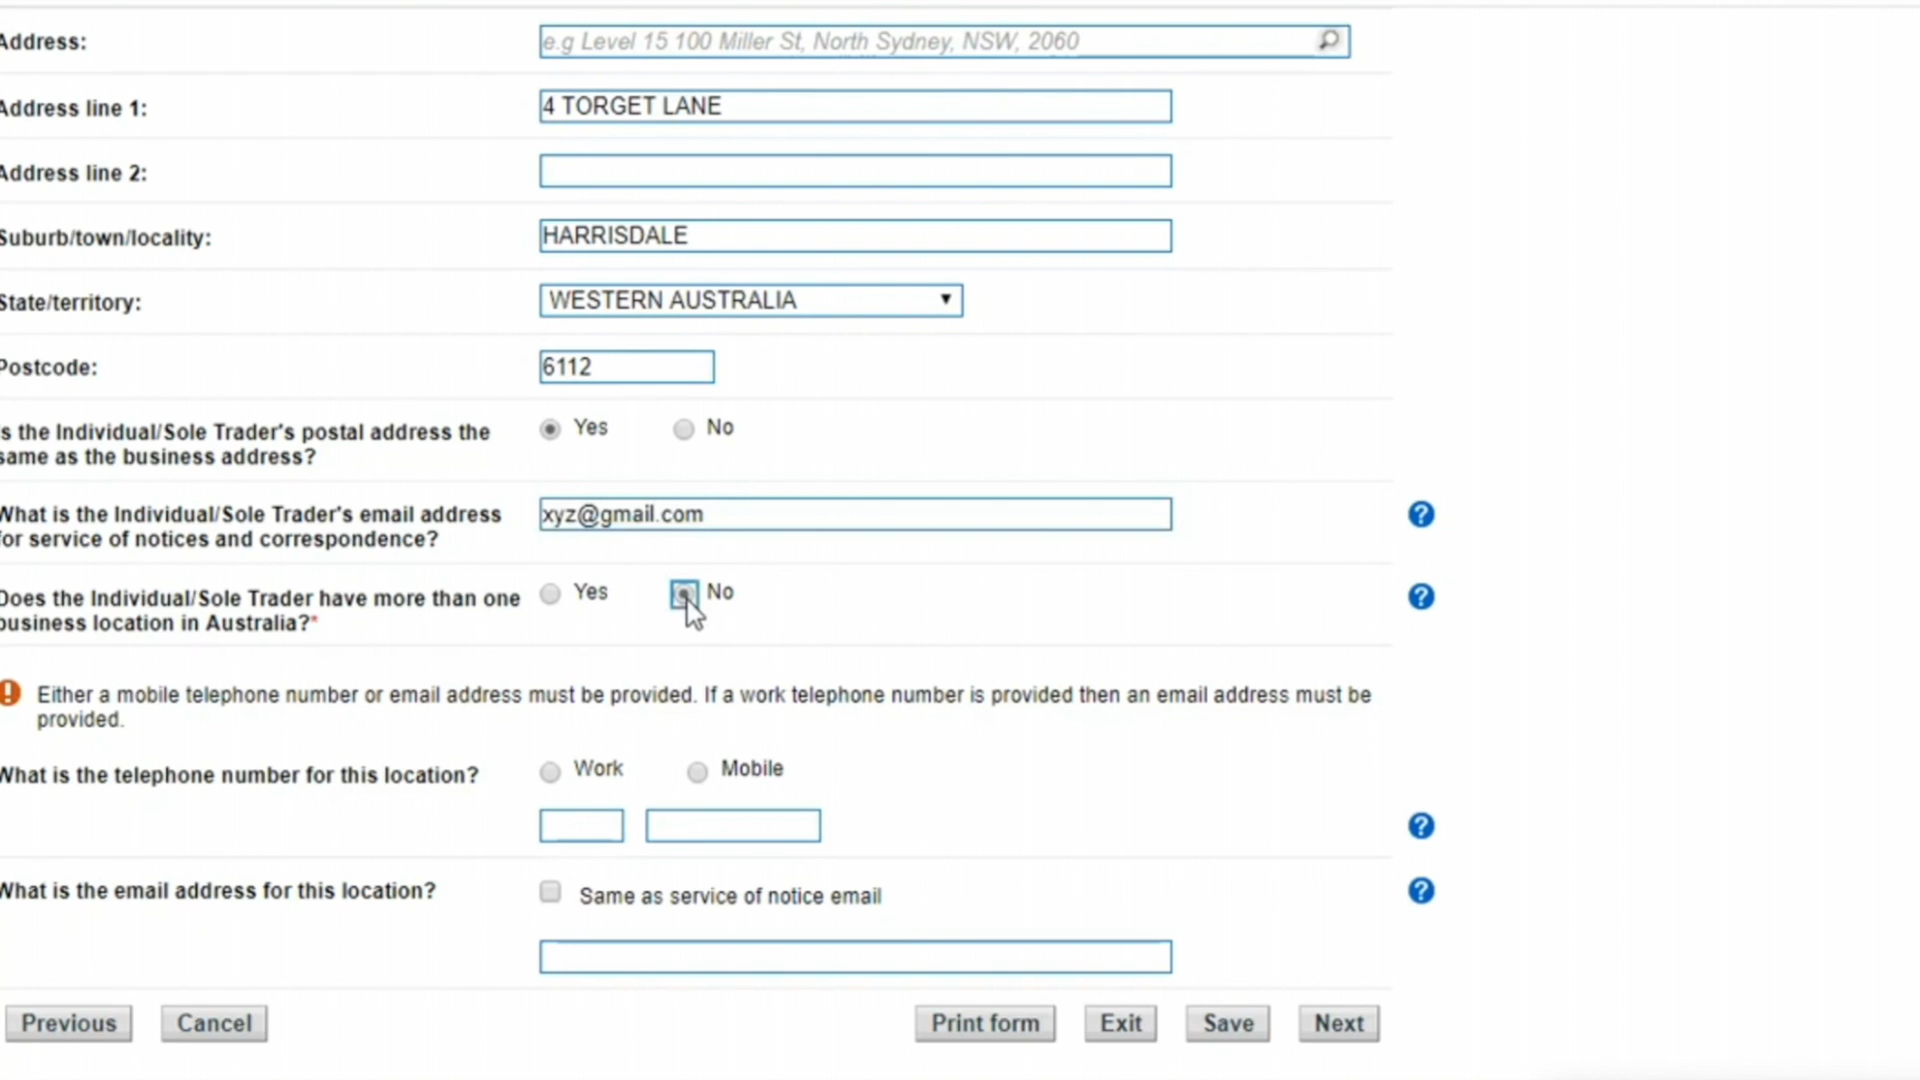 Address:
e.g Level 15 100 Miller St, North Sydney, NSW, 2060
Address line 1:
4 TORGET LANE
Address line 2:
Suburb/town/locality:
HARRISDALE
State/territory:
WESTERN AUSTRALIA
Postcode:
6112
Is the Individual/Sole Trader's postal address the
same as the business address?
Yes No
What is the Individual/Sole Trader's email address
for service of notices and correspondence?
xyz@gmail.com
?
Does the Individual/Sole Trader have more than one
business location in Australia?*
Yes No
?
! Either a mobile telephone number or email address must be provided. If a work telephone number is provided then an email address must be
provided.
What is the telephone number for this location?
Work Mobile
?
What is the email address for this location?
Same as service of notice email
?
Previous Cancel Print form Exit Save Next